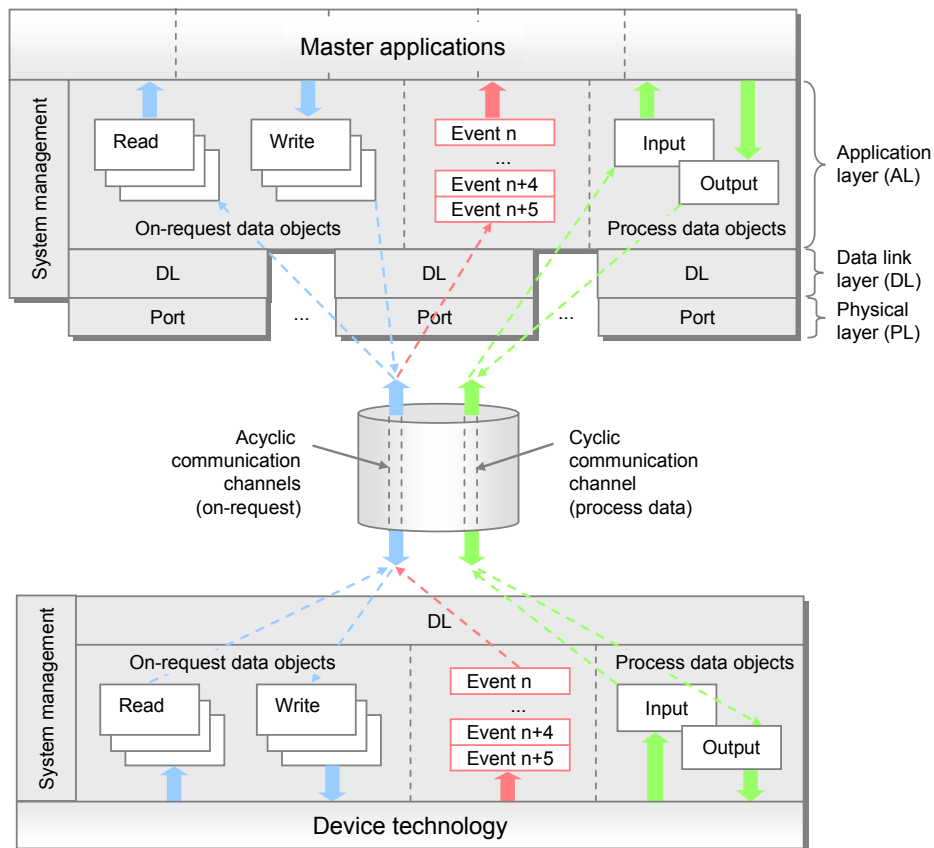 Master applications
System management
Read
Write
Event n
...
Event n+4
Event n+5
Input
Output
On-request data objects
Process data objects
Application
layer (AL)
DL
DL
DL
Data link
layer (DL)
Port
...
Port
...
Port
Physical
layer (PL)
Acyclic
communication
channels
(on-request)
Cyclic
communication
channel
(process data)
System management
DL
On-request data objects
Process data objects
Read
Write
Event n
...
Event n+4
Event n+5
Input
Output
Device technology